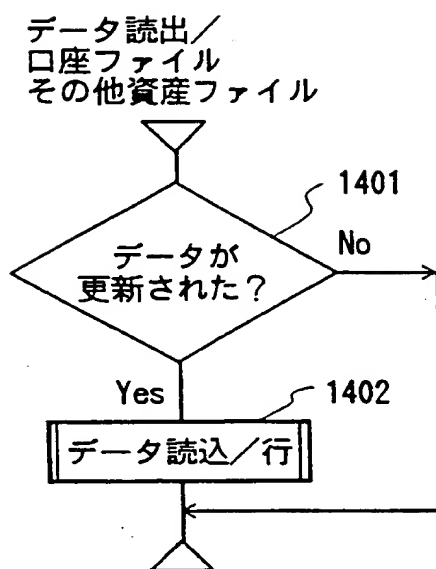 データ読出／
口座ファイル
その他資産ファイル
1401
データが
更新された？
No
Yes
1402
データ読込／行